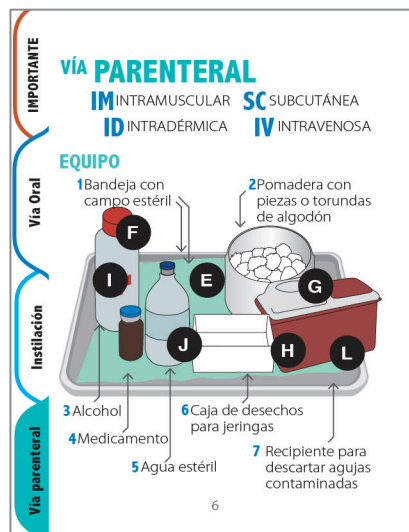 IMPORTANTE
Vía Oral
Instilación
Vía parenteral
VÍA PARENTERAL
IM INTRAMUSCULAR SC SUBCUTÁNEA
ID INTRADÉRMICA IV INTRAVENOSA
EQUIPO
1 Bandeja con
campo estéril
2 Pomadera con
piezas o torundas
de algodón
F
I
E
G
J
H
L
3 Alcohol
4 Medicamento
5 Agua estéril
6 Caja de desechos
para jeringas
7 Recipiente para
descartar agujas
contaminadas
6